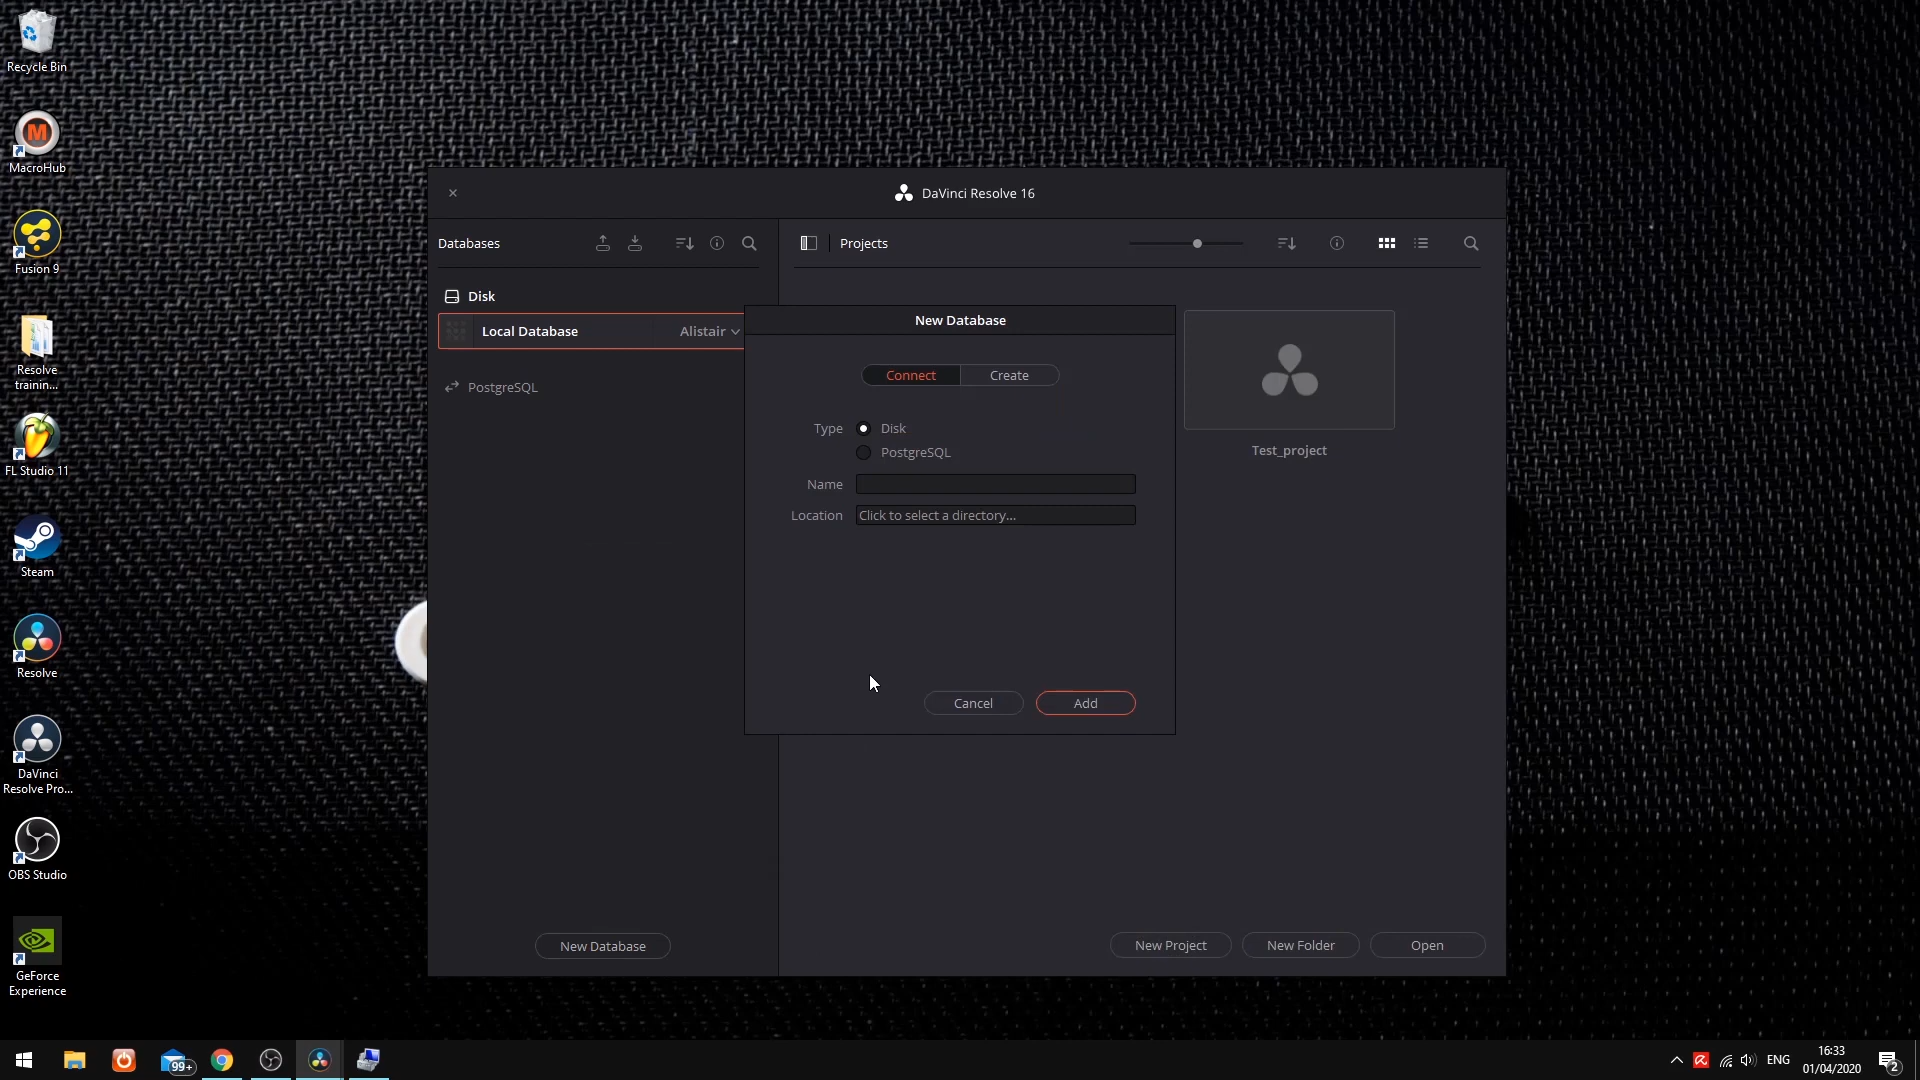 Recycle Bin
MacroHub
Fusion 9
Resolve
trainin...
FL Studio 11
Steam
Resolve
DaVinci
Resolve Pro...
OBS Studio
GeForce
Experience
DaVinci Resolve 16
Databases
Projects
Disk
Local Database
Alistair
PostgreSQL
New Database
Connect
Create
Type
Disk
PostgreSQL
Name
Location
Click to select a directory...
Cancel
Add
Test_project
New Database
New Project
New Folder
Open
99+
ENG
16:33
01/04/2020
2